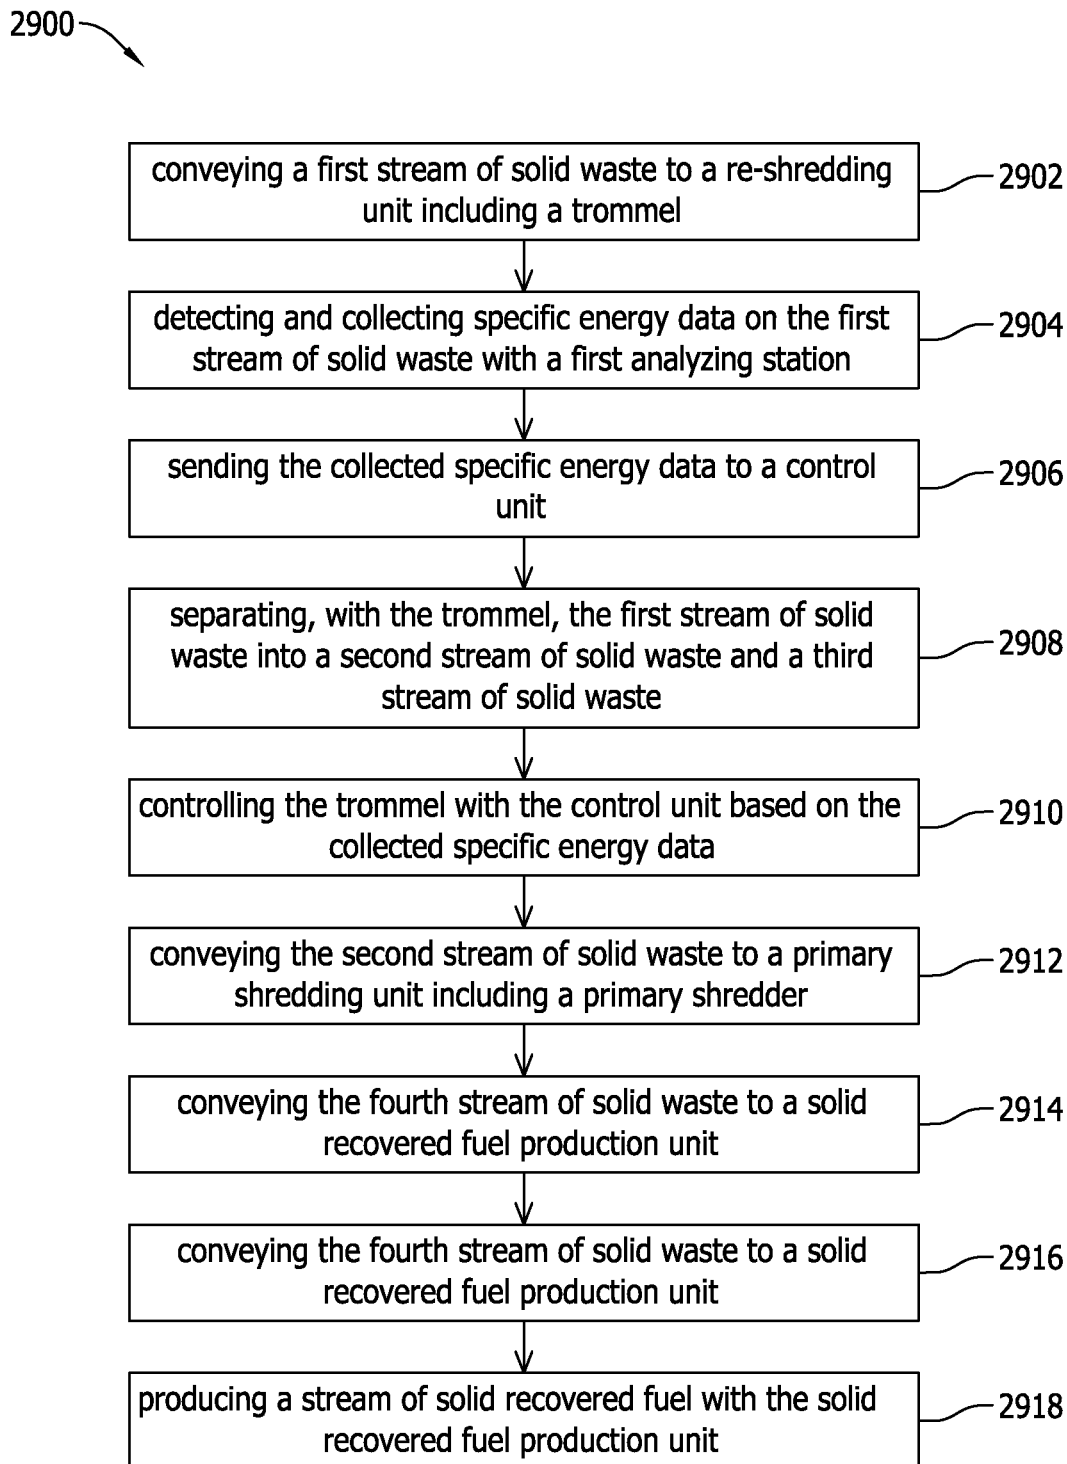 2900
conveying a first stream of solid waste to a re-shredding
unit including a trommel
2902
detecting and collecting specific energy data on the first
stream of solid waste with a first analyzing station
2904
sending the collected specific energy data to a control
unit
2906
separating, with the trommel, the first stream of solid
waste into a second stream of solid waste and a third
stream of solid waste
2908
controlling the trommel with the control unit based on the
collected specific energy data
2910
conveying the second stream of solid waste to a primary
shredding unit including a primary shredder
2912
conveying the fourth stream of solid waste to a solid
recovered fuel production unit
2914
conveying the fourth stream of solid waste to a solid
recovered fuel production unit
2916
producing a stream of solid recovered fuel with the solid
recovered fuel production unit
2918